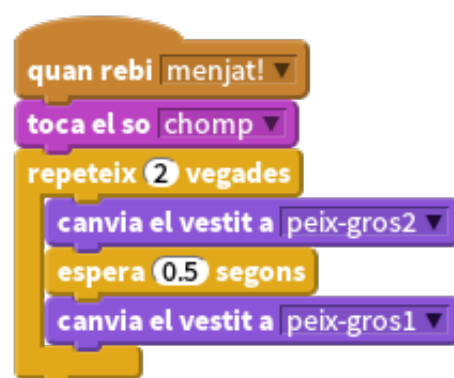 quan rebi menjat!
toca el so chomp
repeteix 2 vegades
canvia el vestit a peix-gros2
espera 0.5 segons
canvia el vestit a peix-gros1